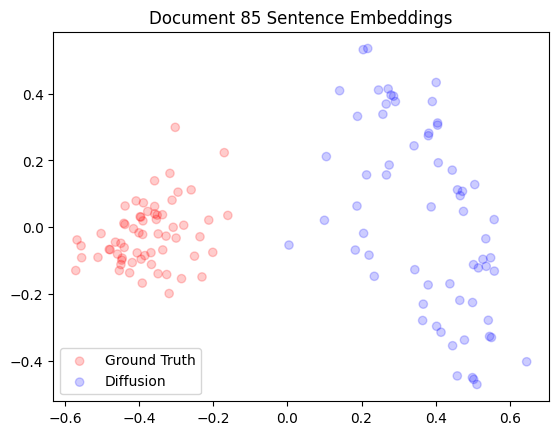 Document 85 Sentence Embeddings
0.4
0.2
0.0
−0.2
−0.4
Ground Truth
Diffusion
−0.6 −0.4 −0.2 0.0 0.2 0.4 0.6